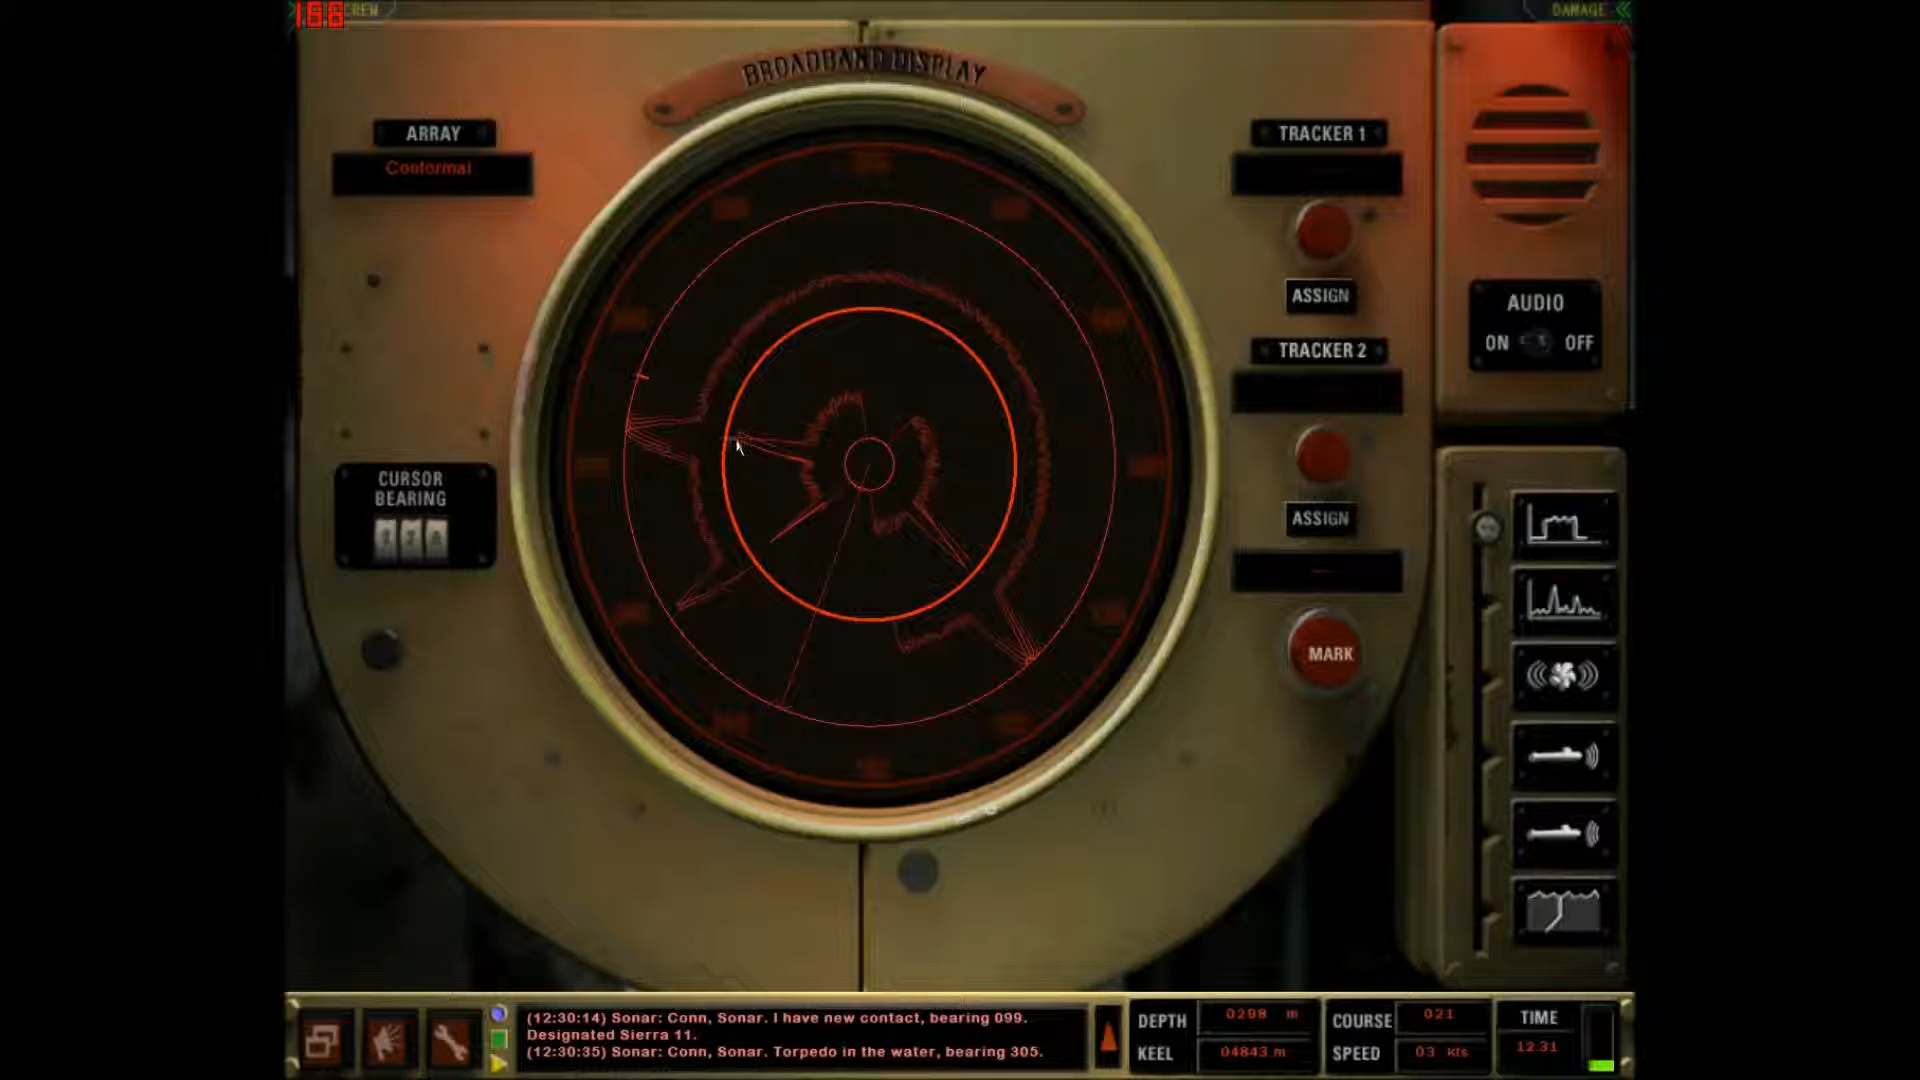 166
REW
DAMAGE
BROADBAND DISPLAY
ARRAY
Conformal
TRACKER 1
ASSIGN
AUDIO
ON
OFF
TRACKER 2
CURSOR
BEARING
ASSIGN
MARK
(12:30:14) Sonar: Conn, Sonar. I have new contact, bearing 099.
Designated Sierra 11.
(12:30:35) Sonar: Conn, Sonar. Torpedo in the water, bearing 305.
DEPTH
0298 m
KEEL
04843 m
COURSE
021
SPEED
03 Kts
TIME
12:31